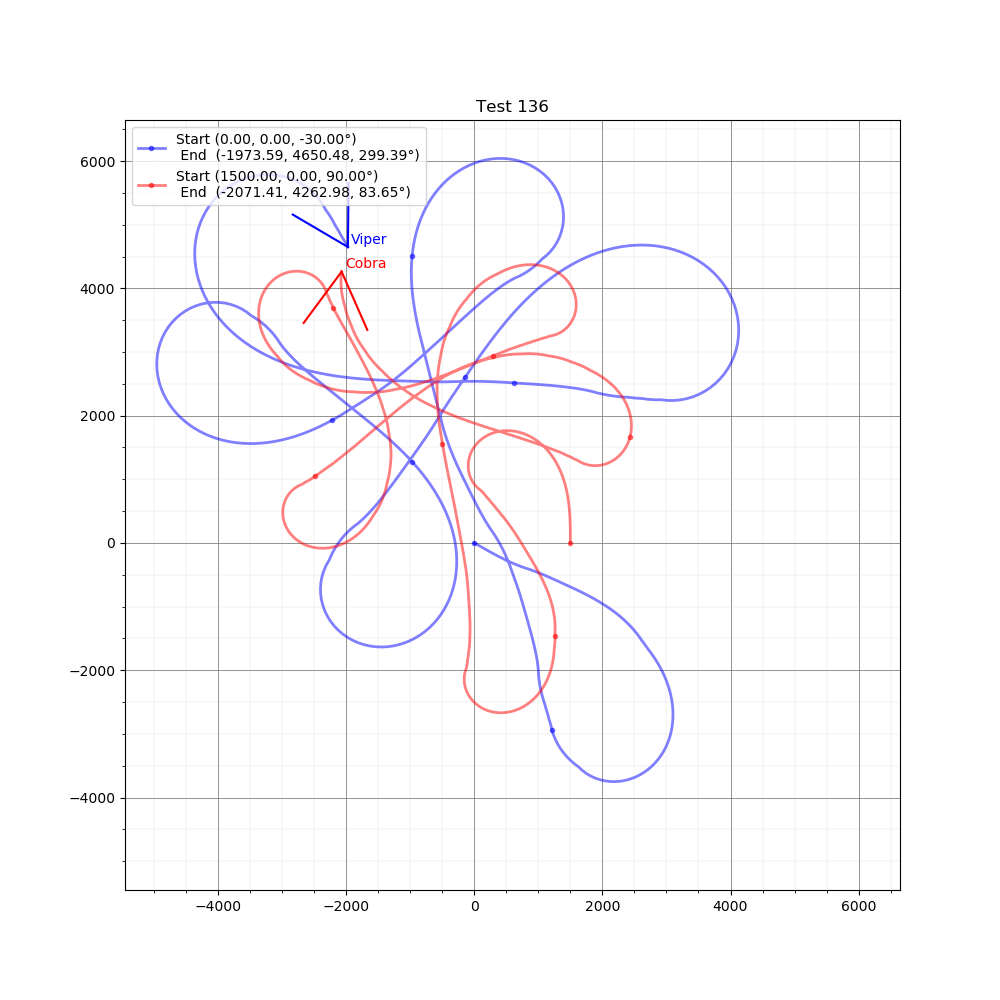 Test 136
Start (0.00, 0.00, -30.00°)
End (-1973.59, 4650.48, 299.39°)
Start (1500.00, 0.00, 90.00°)
End (-2071.41, 4262.98, 83.65°)
Viper
Cobra
6000
4000
2000
0
−2000
−4000
−4000 −2000 0 2000 4000 6000